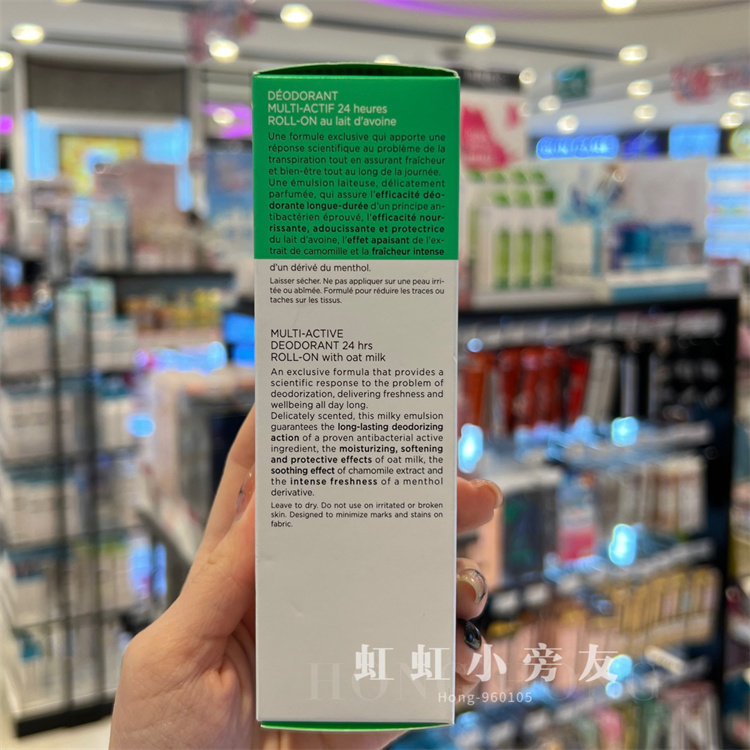 DÉODORANT
MULTI-ACTIF 24 heures
ROLL-ON au lait d'avoine
Une formule exclusive qui apporte une
réponse scientifique au problème de la
transpiration tout en assurant fraîcheur
et bien-être tout au long de la journée.
Une émulsion laiteuse, délicatement
parfumée, qui assure l'efficacité déo-
dorante longue-durée d'un principe an-
tibactérien éprouvé, l'efficacité nour-
rissante, adoucissante et protectrice
du lait d'avoine, l'effet apaisant de l'ex-
trait de camomille et la fraîcheur intense
d'un dérivé du menthol.
Laisser sécher. Ne pas appliquer sur une peau irri-
tée ou abîmée. Formulé pour réduire les traces ou
taches sur les tissus.
MULTI-ACTIVE
DEODORANT 24 hrs
ROLL-ON with oat milk
An exclusive formula that provides a
scientific response to the problem of
deodorization, delivering freshness and
wellbeing all day long.
Delicately scented, this milky emulsion
guarantees the long-lasting deodorizing
action of a proven antibacterial active
ingredient, the moisturizing, softening
and protective effects of oat milk, the
soothing effect of chamomile extract and
the intense freshness of a menthol
derivative.
Leave to dry. Do not use on irritated or broken
skin. Designed to minimize marks and stains on
fabric.
虹虹小旁友
Hong-960105